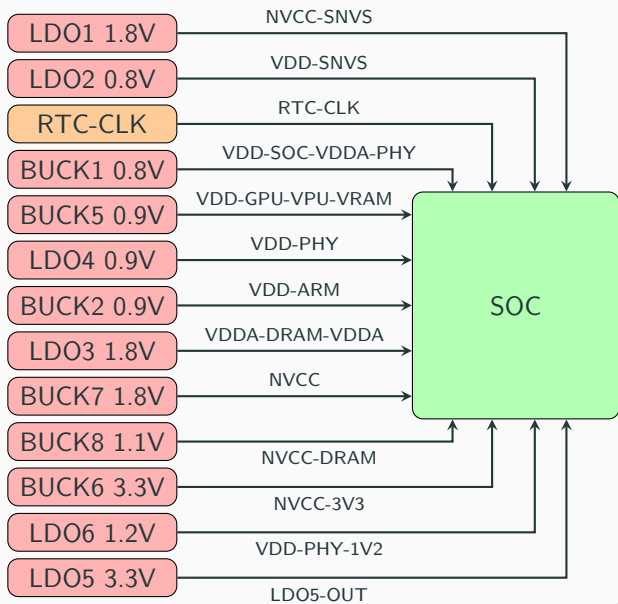 NVCC-SNVS
LDO1 1.8V
VDD-SNVS
LDO2 0.8V
RTC-CLK
RTC-CLK
VDD-SOC-VDDA-PHY
BUCK1 0.8V
VDD-GPU-VPU-VRAM
BUCK5 0.9V
VDD-PHY
LDO4 0.9V
VDD-ARM
BUCK2 0.9V
SOC
VDDA-DRAM-VDDA
LDO3 1.8V
NVCC
BUCK7 1.8V
BUCK8 1.1V
NVCC-DRAM
BUCK6 3.3V
NVCC-3V3
LDO6 1.2V
VDD-PHY-1V2
LDO5 3.3V
LDO5-OUT